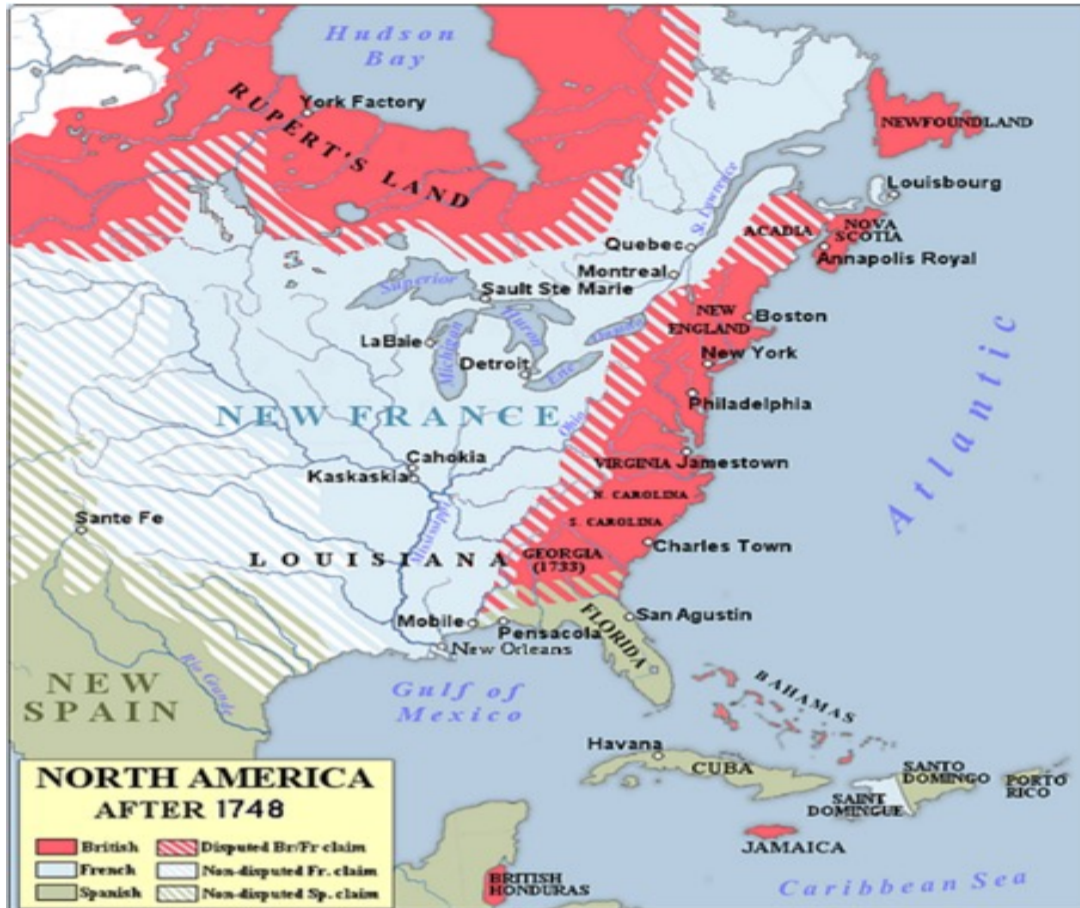 Hudson
Bay
York Factory
RUPERT'S LAND
NEWFOUNDLAND
Louisbourg
St. Lawrence
Quebec
ACADIA
NOVA
SCOTIA
Annapolis Royal
Montreal
Superior
Sault Ste Marie
NEW
ENGLAND
Boston
LaBaie
Michigan
Huron
Ontario
Detroit
Erie
New York
Philadelphia
NEW FRANCE
Ohio
Cahokia
Kaskaskia
VIRGINIA
Jamestown
N. CAROLINA
S. CAROLINA
Sante Fe
Mississippi
LOUISIANA
GEORGIA
(1733)
Charles Town
Atlantic
Mobile
Pensacola
San Agustin
New Orleans
FLORIDA
NEW
SPAIN
Rio Grande
Gulf of
Mexico
BAHAMAS
Havana
CUBA
SANTO
DOMINGO
PORTO
RICO
SAINT
DOMINGUE
JAMAICA
BRITISH
HONDURAS
Caribbean Sea
NORTH AMERICA
AFTER 1748
British
Disputed Br/Fr claim
French
Non-disputed Fr. claim
Spanish
Non-disputed Sp. claim